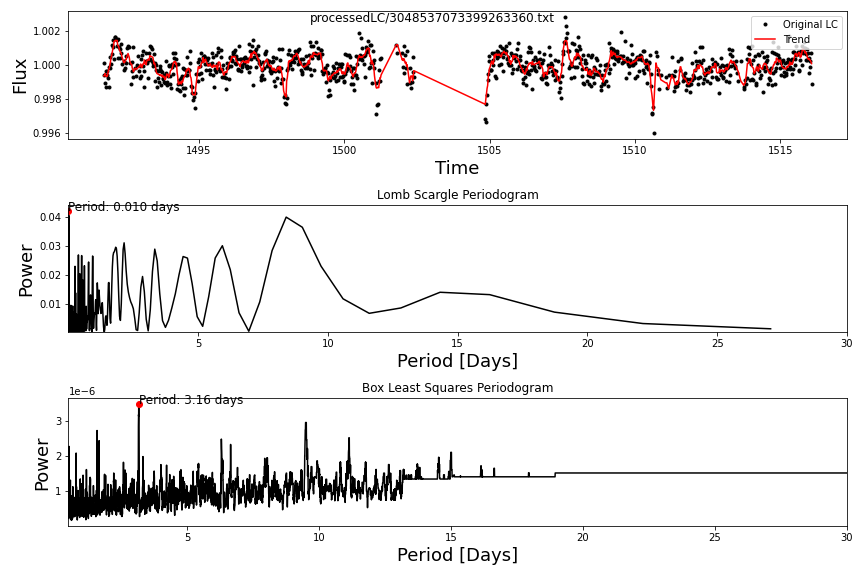 processedLC/3048537073399263360.txt
Original LC
Trend
Flux
1.002
1.000
0.998
0.996
1495
1500
1505
1510
1515
Time
Lomb Scargle Periodogram
Period: 0.010 days
Power
0.04
0.03
0.02
0.01
5
10
15
20
25
30
Period [Days]
Box Least Squares Periodogram
1e−6
Period: 3.16 days
Power
3
2
1
5
10
15
20
25
30
Period [Days]